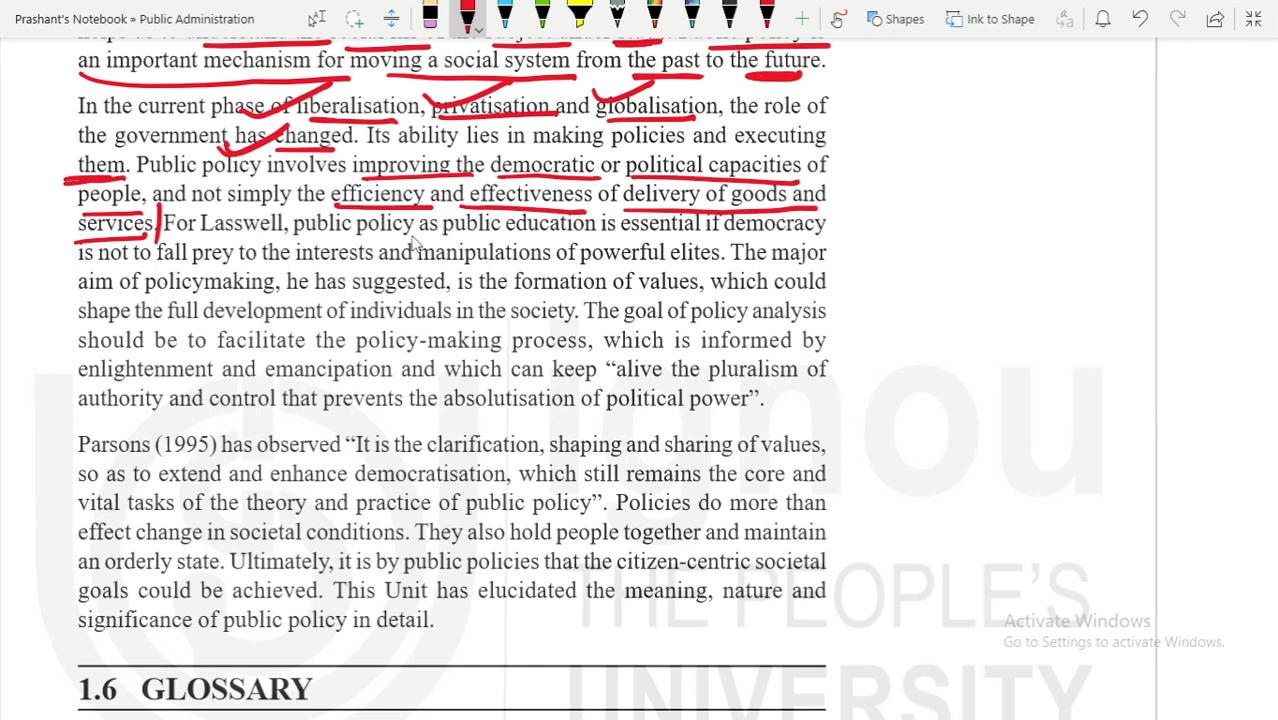 Prashant's Notebook » Public Administration
Shapes
Ink to Shape
an important mechanism for moving a social system from the past to the future.
In the current phase of liberalisation, privatisation and globalisation, the role of
the government has changed. Its ability lies in making policies and executing
them. Public policy involves improving the democratic or political capacities of
people, and not simply the efficiency and effectiveness of delivery of goods and
services. For Lasswell, public policy as public education is essential if democracy
is not to fall prey to the interests and manipulations of powerful elites. The major
aim of policymaking, he has suggested, is the formation of values, which could
shape the full development of individuals in the society. The goal of policy analysis
should be to facilitate the policy-making process, which is informed by
enlightenment and emancipation and which can keep “alive the pluralism of
authority and control that prevents the absolutisation of political power”.
Parsons (1995) has observed “It is the clarification, shaping and sharing of values,
so as to extend and enhance democratisation, which still remains the core and
vital tasks of the theory and practice of public policy”. Policies do more than
effect change in societal conditions. They also hold people together and maintain
an orderly state. Ultimately, it is by public policies that the citizen-centric societal
goals could be achieved. This Unit has elucidated the meaning, nature and
significance of public policy in detail.
1.6 GLOSSARY
ignou
THE PEOPLE'S
UNIVERSITY
Activate Windows
Go to Settings to activate Windows.